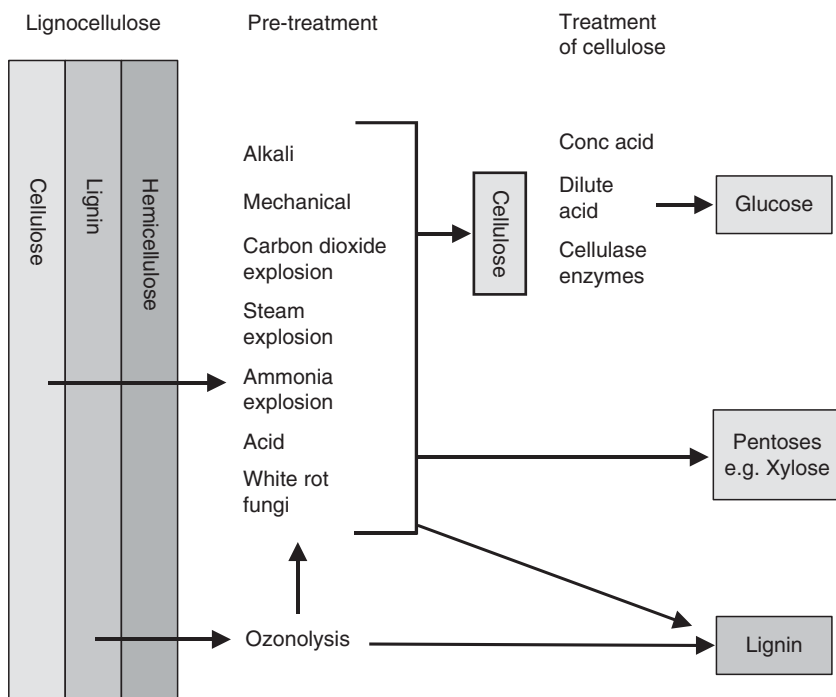 Lignocellulose
Pre-treatment
Treatment
of cellulose
Cellulose
Lignin
Hemicellulose
Alkali
Mechanical
Carbon dioxide
explosion
Steam
explosion
Ammonia
explosion
Acid
White rot
fungi
Ozonolysis
Cellulose
Conc acid
Dilute
acid
Cellulase
enzymes
Glucose
Pentoses
e.g. Xylose
Lignin